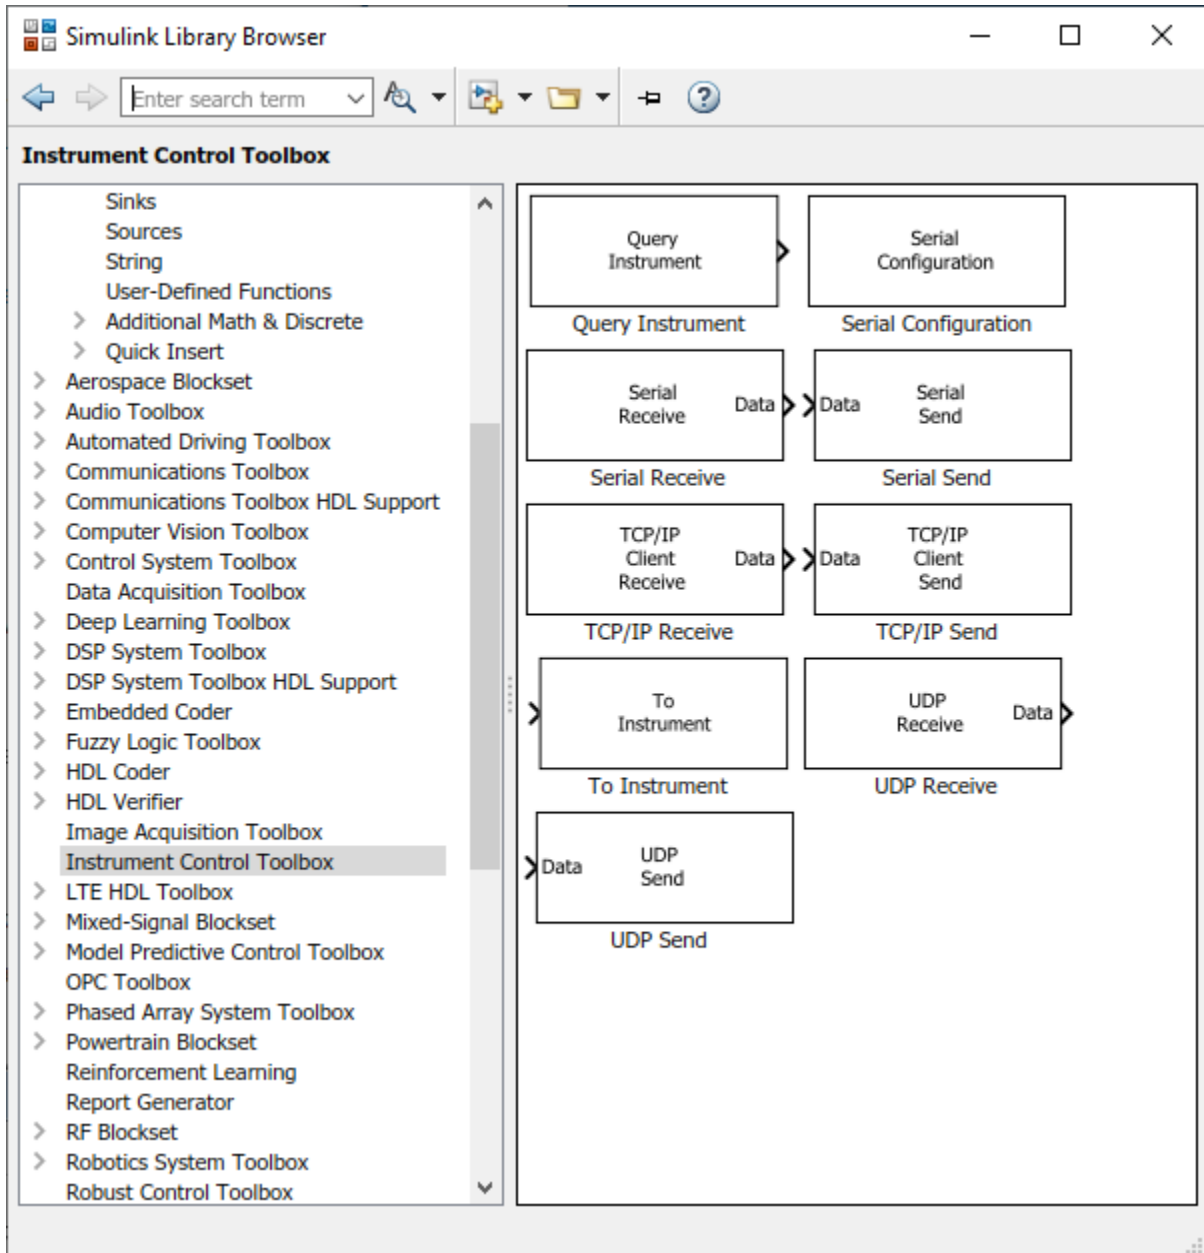 Simulink Library Browser
Enter search term
Instrument Control Toolbox
Sinks
Sources
String
User-Defined Functions
Additional Math & Discrete
Quick Insert
Aerospace Blockset
Audio Toolbox
Automated Driving Toolbox
Communications Toolbox
Communications Toolbox HDL Support
Computer Vision Toolbox
Control System Toolbox
Data Acquisition Toolbox
Deep Learning Toolbox
DSP System Toolbox
DSP System Toolbox HDL Support
Embedded Coder
Fuzzy Logic Toolbox
HDL Coder
HDL Verifier
Image Acquisition Toolbox
Instrument Control Toolbox
LTE HDL Toolbox
Mixed-Signal Blockset
Model Predictive Control Toolbox
OPC Toolbox
Phased Array System Toolbox
Powertrain Blockset
Reinforcement Learning
Report Generator
RF Blockset
Robotics System Toolbox
Robust Control Toolbox
Query
Instrument
Query Instrument
Serial
Configuration
Serial Configuration
Serial
Receive
Data
Serial Receive
Data
Serial
Send
Serial Send
TCP/IP
Client
Receive
Data
TCP/IP Receive
Data
TCP/IP
Client
Send
TCP/IP Send
To
Instrument
To Instrument
UDP
Receive
Data
UDP Receive
Data
UDP
Send
UDP Send